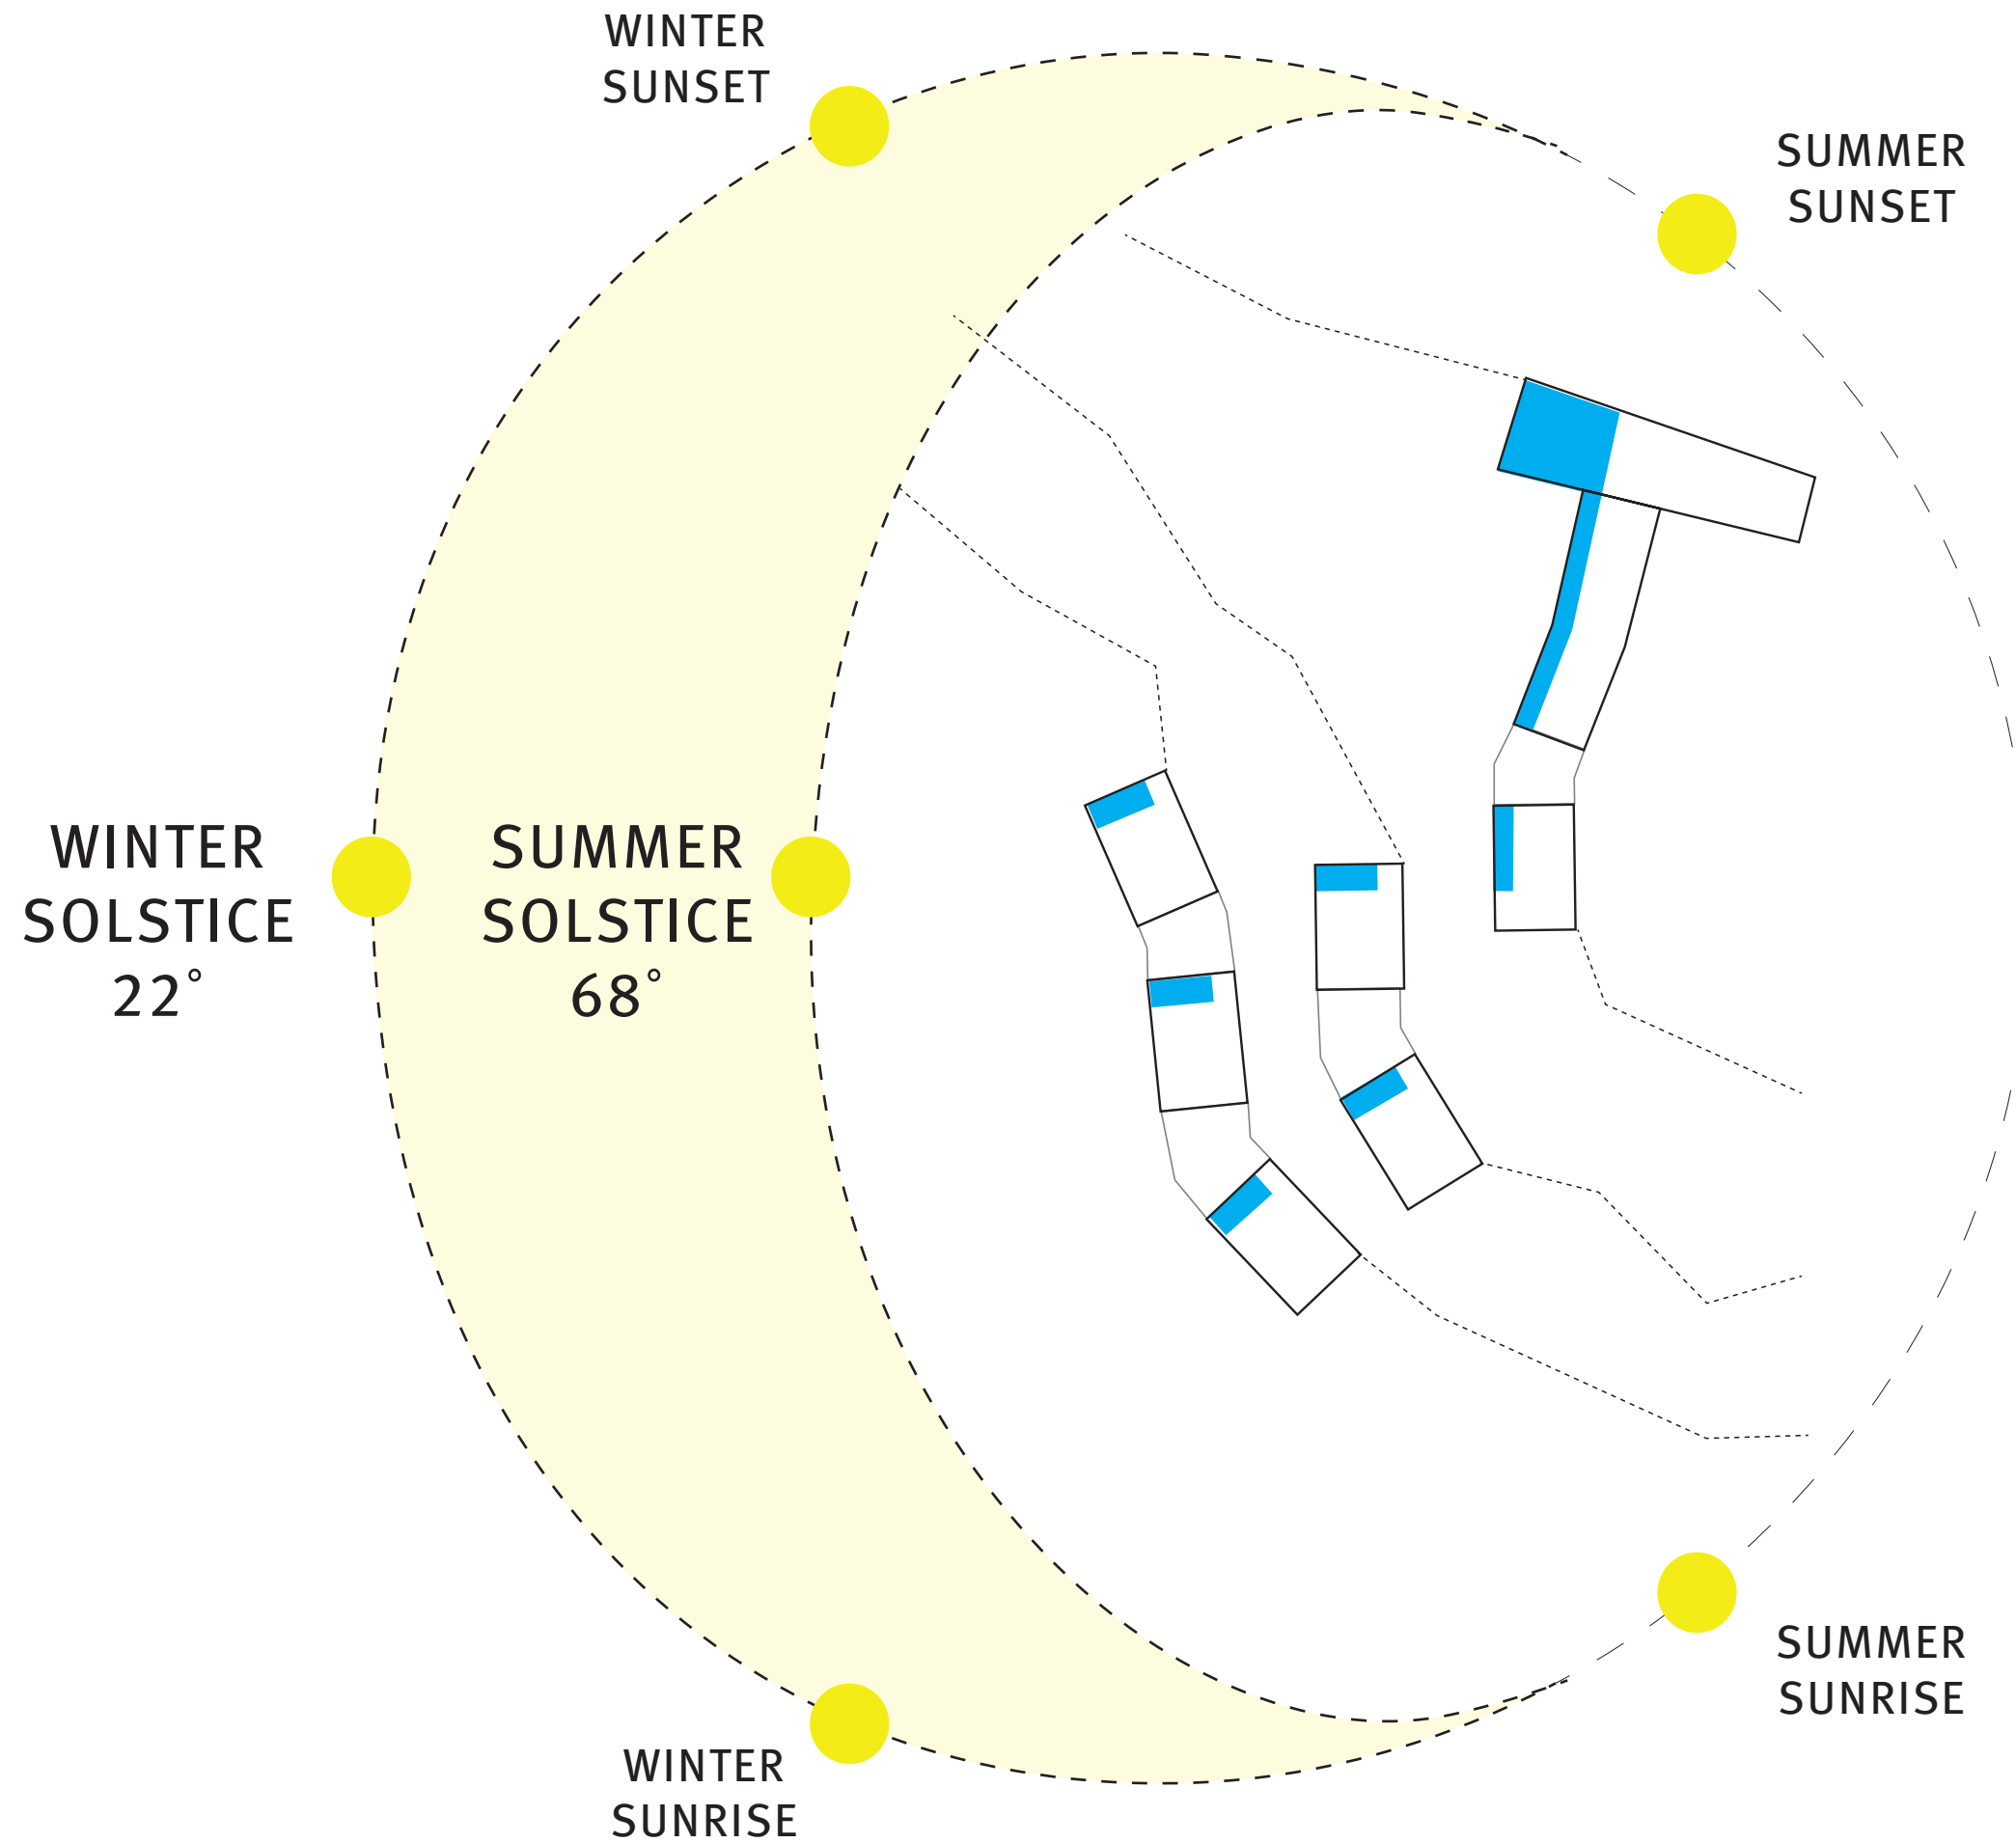 WINTER
SUNSET
SUMMER
SUNSET
WINTER
SOLSTICE
22°
SUMMER
SOLSTICE
68°
SUMMER
SUNRISE
WINTER
SUNRISE